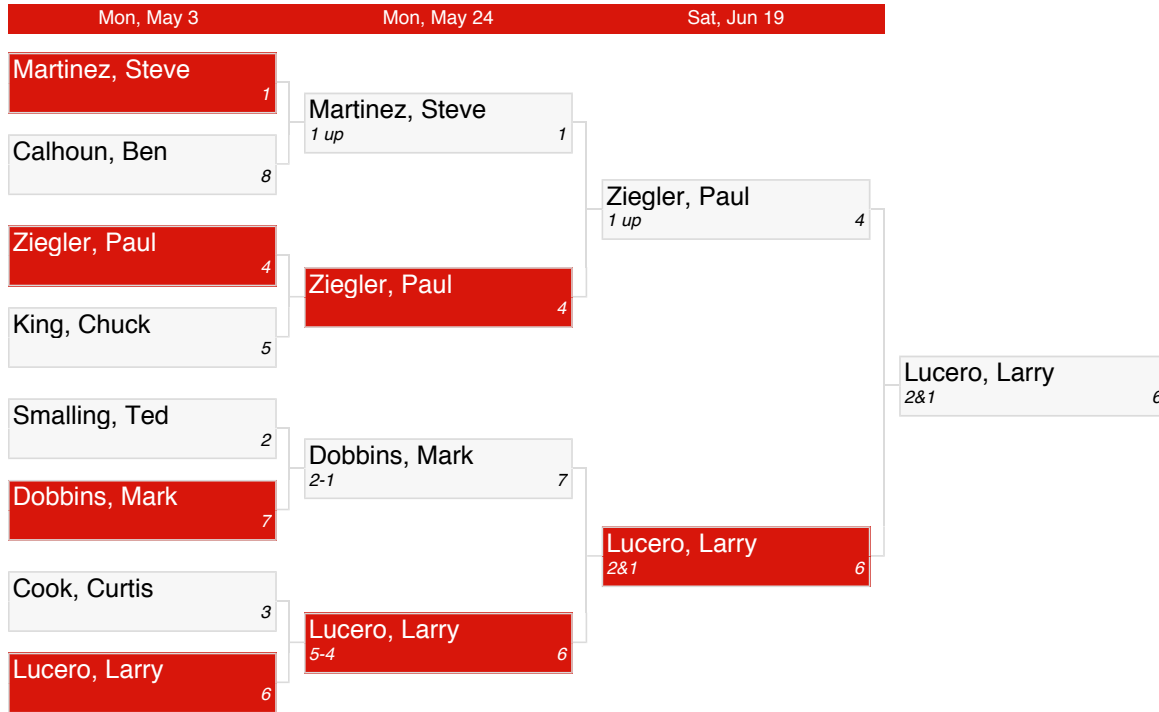 Mon, May 3
Mon, May 24
Sat, Jun 19
Martinez, Steve
1
Calhoun, Ben
8
Ziegler, Paul
4
King, Chuck
5
Smalling, Ted
2
Dobbins, Mark
7
Cook, Curtis
3
Lucero, Larry
6
Martinez, Steve
1 up 1
Ziegler, Paul
4
Dobbins, Mark
2-1 7
Lucero, Larry
5-4 6
Ziegler, Paul
1 up 4
Lucero, Larry
2&1 6
Lucero, Larry
2&1 6